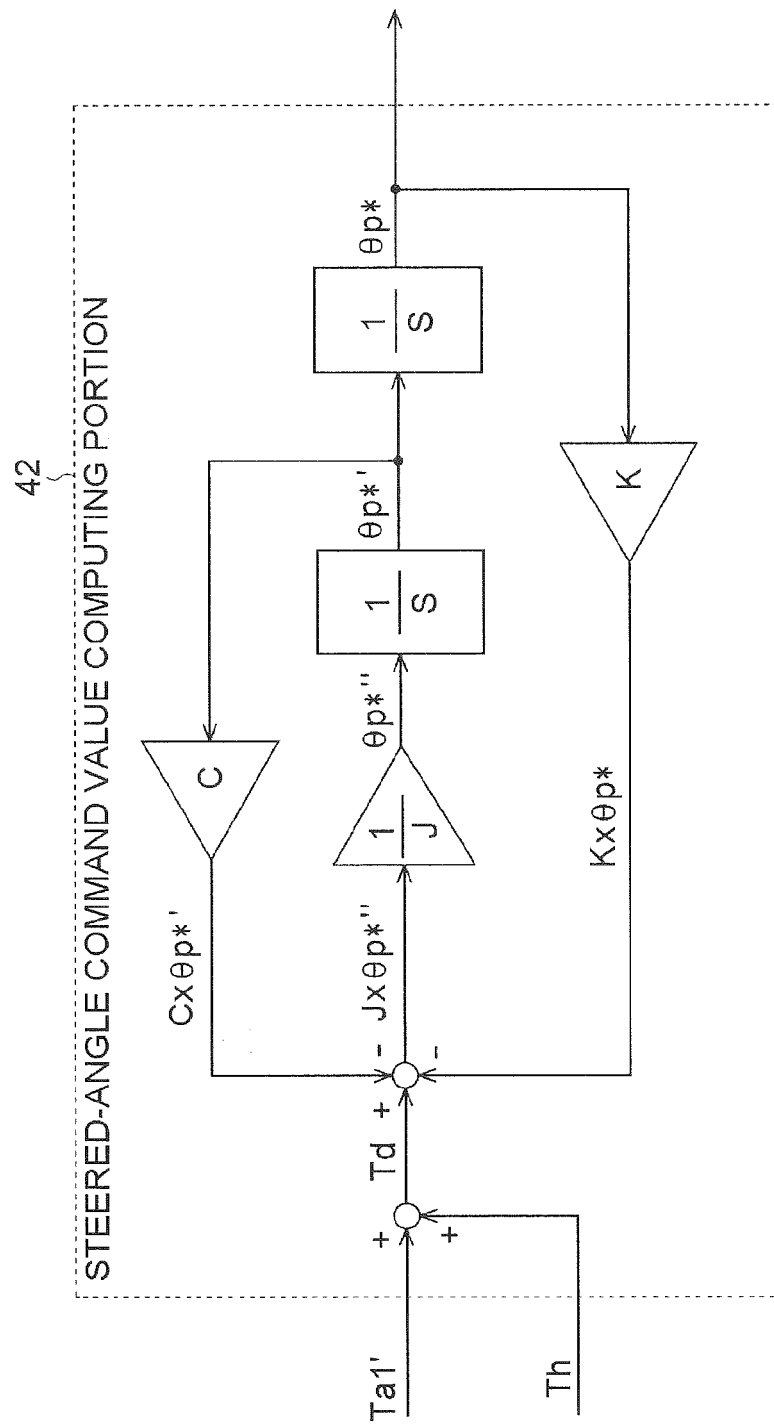 42
STEERED-ANGLE COMMAND VALUE COMPUTING PORTION
Cxθp*'
C
Ta1'
+
+
Td
+
-
-
Jxθp*''
1
J
θp*''
1
S
θp*'
1
S
θp*
Th
Kxθp*
K